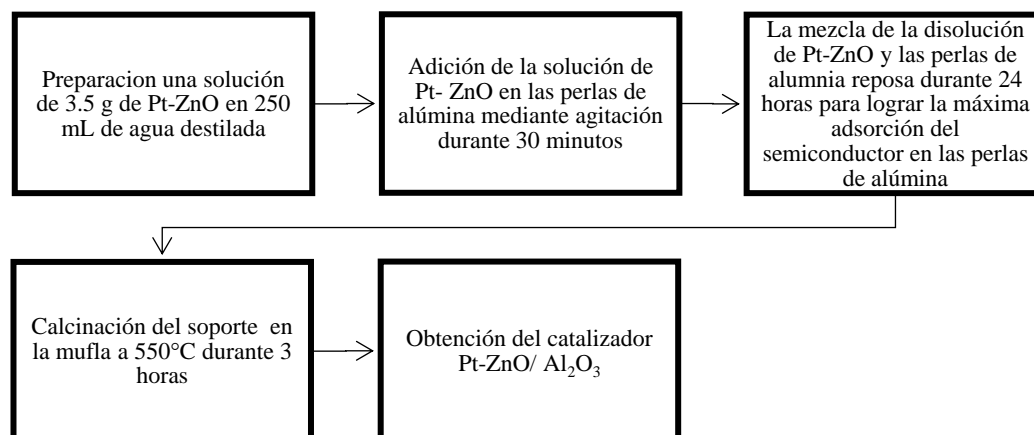 Preparacion una solución
de 3.5 g de Pt-ZnO en 250
mL de agua destilada
Adición de la solución de
Pt- ZnO en las perlas de
alúmina mediante agitación
durante 30 minutos
La mezcla de la disolución
de Pt-ZnO y las perlas de
alumnia reposa durante 24
horas para lograr la máxima
adsorción del
semiconductor en las perlas
de alúmina
Calcinación del soporte en
la mufla a 550°C durante 3
horas
Obtención del catalizador
Pt-ZnO/ Al₂O₃